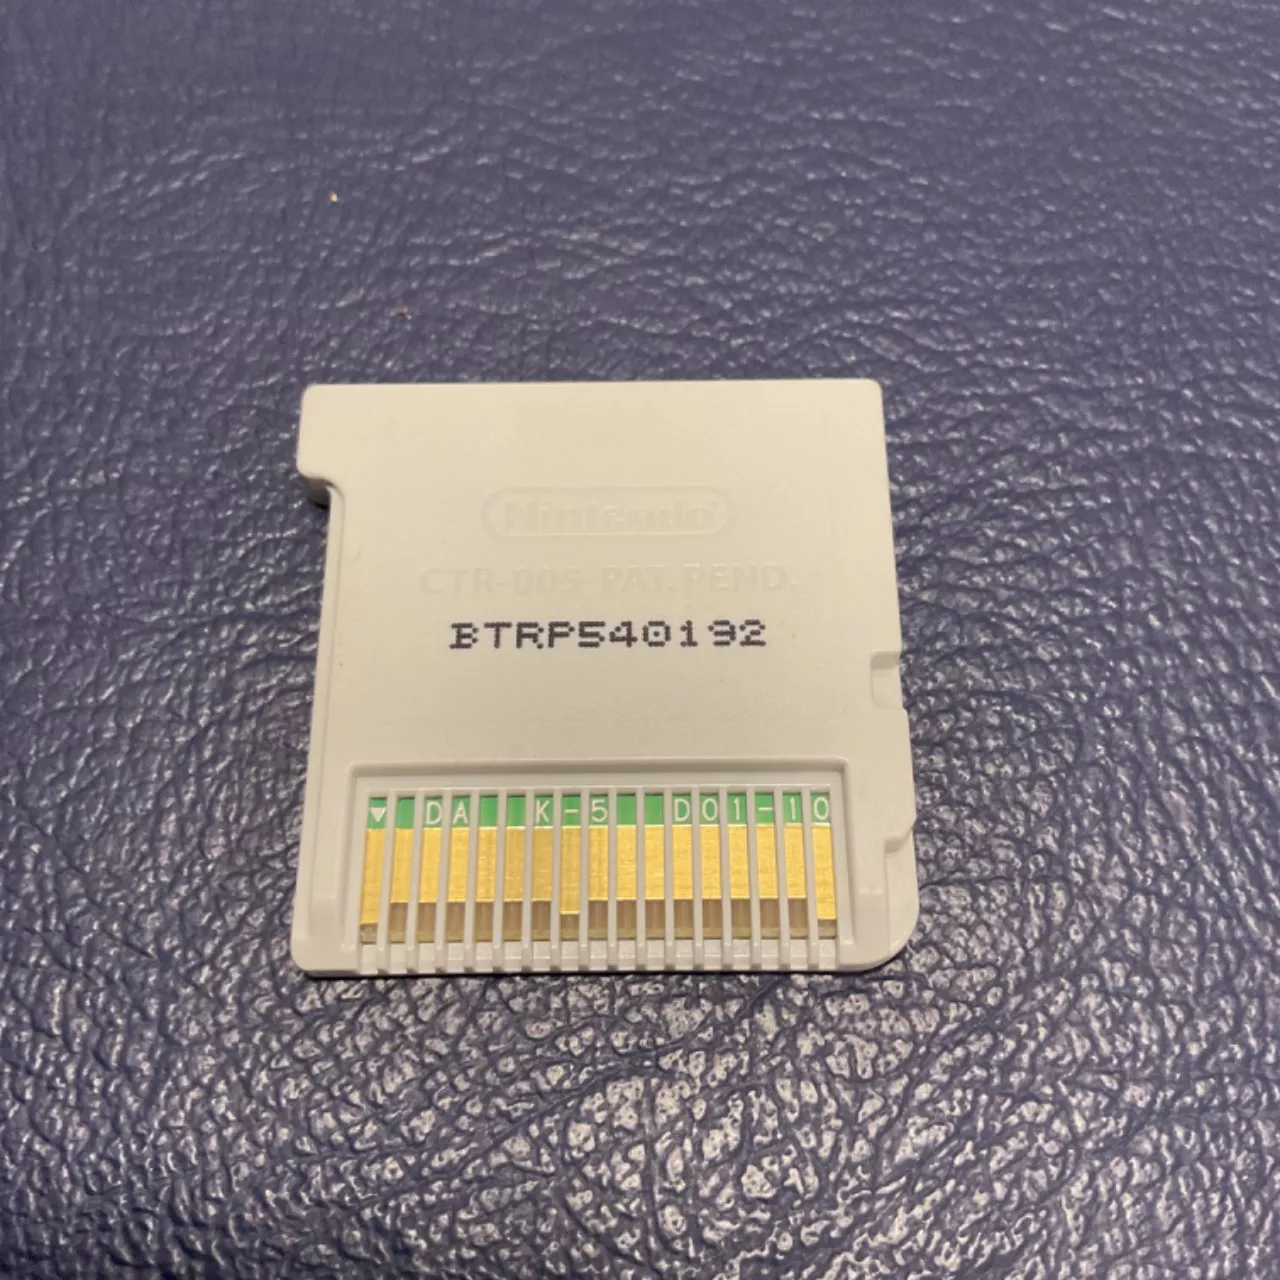 Nintendo
CTR-005 PAT.PEND.
BTRP540192
▼ DA K-5 D01-10